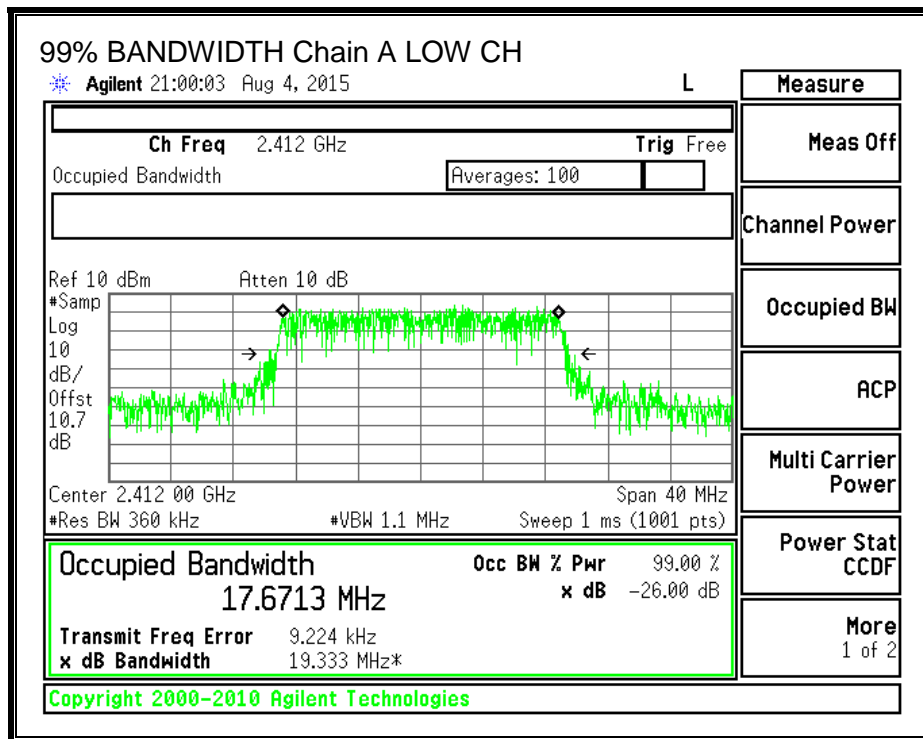 99% BANDWIDTH Chain A LOW CH
Agilent 21:00:03 Aug 4, 2015 L
Measure
Ch Freq 2.412 GHz Trig Free
Meas Off
Occupied Bandwidth Averages: 100
Channel Power
Ref 10 dBm Atten 10 dB
#Samp
Log
10
dB/
Offst
10.7
dB
Occupied BW
ACP
Center 2.412 00 GHz Span 40 MHz
#Res BW 360 kHz #VBW 1.1 MHz Sweep 1 ms (1001 pts)
Multi Carrier
Power
Occupied Bandwidth Occ BW % Pwr 99.00 %
17.6713 MHz x dB -26.00 dB
Power Stat
CCDF
Transmit Freq Error 9.224 kHz
x dB Bandwidth 19.333 MHz*
More
1 of 2
Copyright 2000-2010 Agilent Technologies